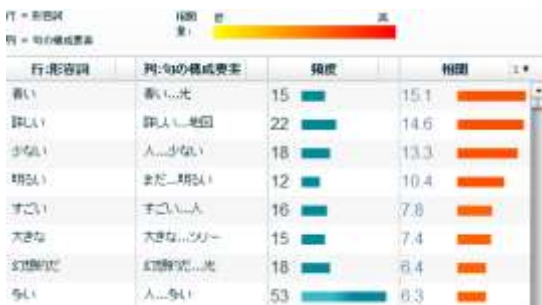 行 = 形容詞
列 = 句の構成要素
相関 低 高
量:
行:形容詞 列:句の構成要素 頻度 相関 1▼
青い 青い...光 15 15.1
詳しい 詳しい...地図 22 14.6
少ない 人...少ない 18 13.3
明るい まだ...明るい 12 10.4
すごい すごい...人 16 7.8
大きな 大きな...ツリー 15 7.4
幻想的だ 幻想的だ...光 18 6.4
多い 人...多い 53 6.3